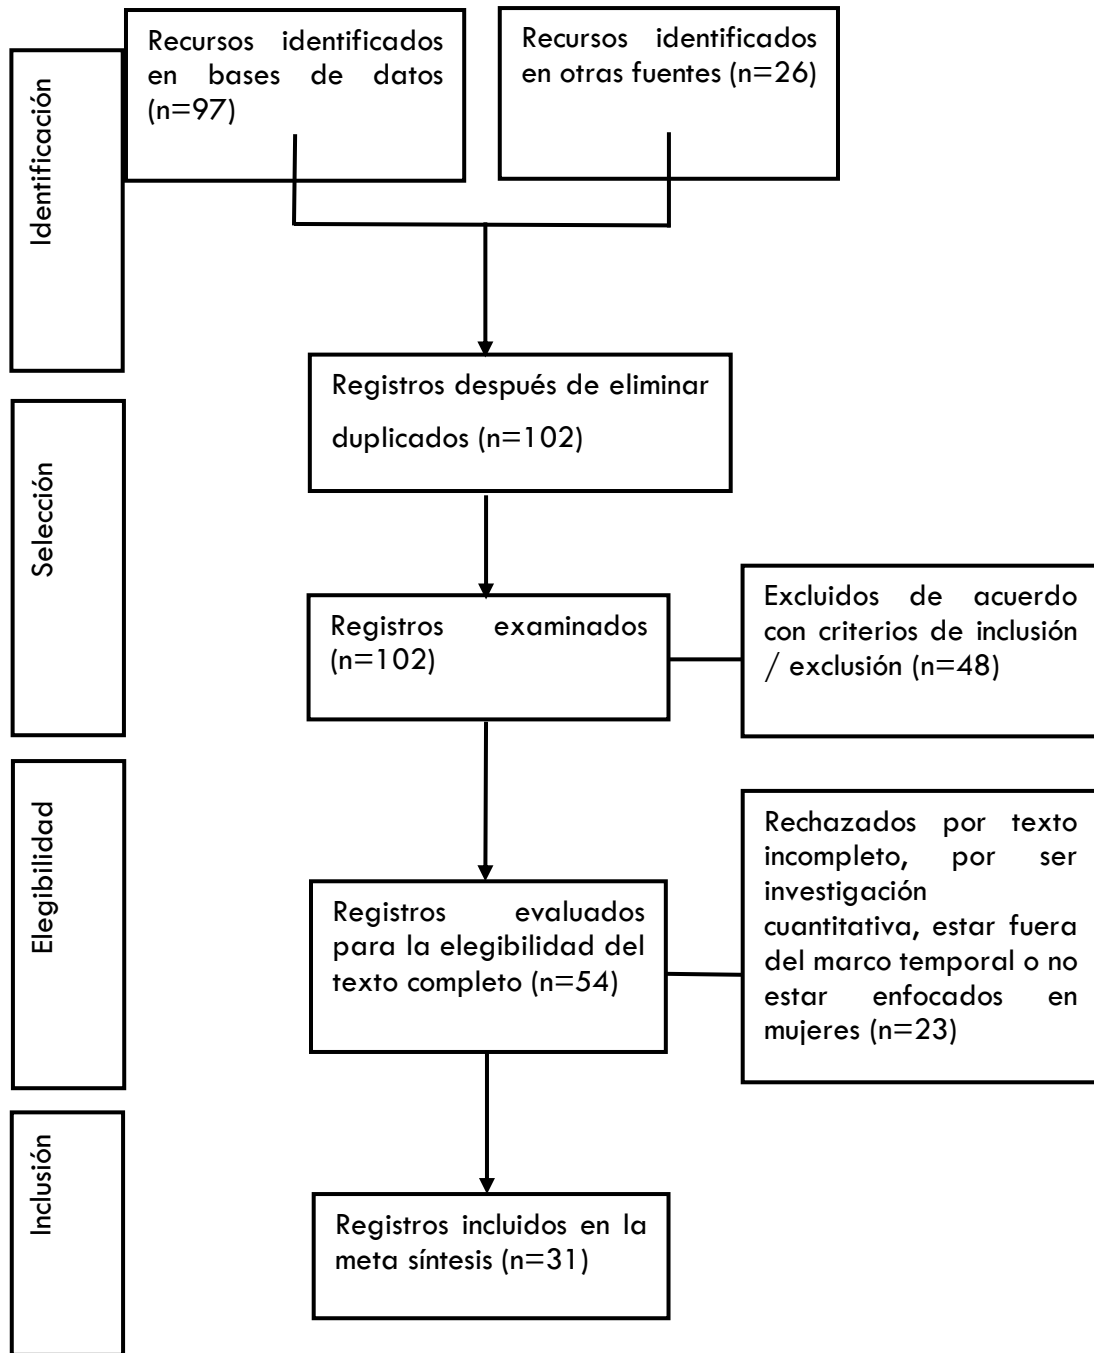 Identificación
Recursos identificados
en bases de datos
(n=97)
Recursos identificados
en otras fuentes (n=26)
Registros después de eliminar
duplicados (n=102)
Selección
Registros examinados
(n=102)
Excluidos de acuerdo
con criterios de inclusión
/ exclusión (n=48)
Elegibilidad
Registros evaluados
para la elegibilidad del
texto completo (n=54)
Rechazados por texto
incompleto, por ser
investigación
cuantitativa, estar fuera
del marco temporal o no
estar enfocados en
mujeres (n=23)
Inclusión
Registros incluidos en la
meta síntesis (n=31)